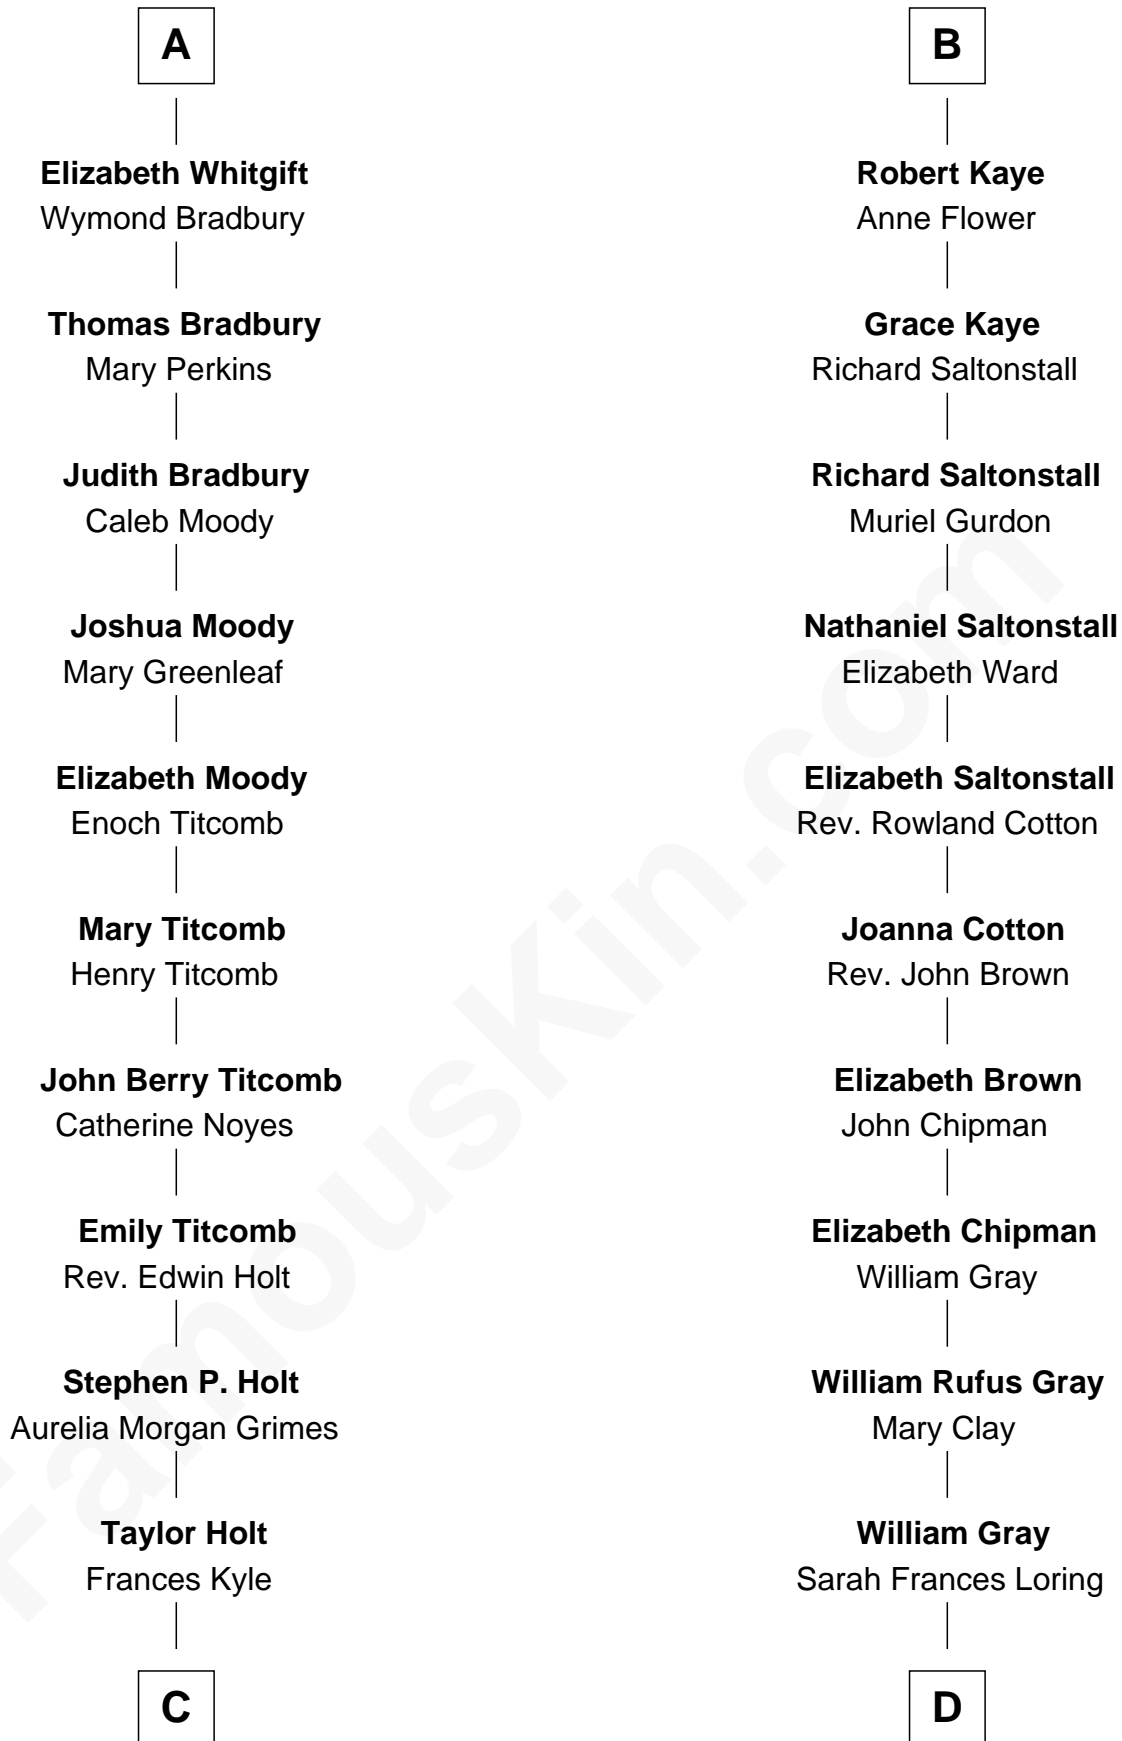 A
Elizabeth Whitgift
Wymond Bradbury
Thomas Bradbury
Mary Perkins
Judith Bradbury
Caleb Moody
Joshua Moody
Mary Greenleaf
Elizabeth Moody
Enoch Titcomb
Mary Titcomb
Henry Titcomb
John Berry Titcomb
Catherine Noyes
Emily Titcomb
Rev. Edwin Holt
Stephen P. Holt
Aurelia Morgan Grimes
Taylor Holt
Frances Kyle
C
B
Robert Kaye
Anne Flower
Grace Kaye
Richard Saltonstall
Richard Saltonstall
Muriel Gurdon
Nathaniel Saltonstall
Elizabeth Ward
Elizabeth Saltonstall
Rev. Rowland Cotton
Joanna Cotton
Rev. John Brown
Elizabeth Brown
John Chipman
Elizabeth Chipman
William Gray
William Rufus Gray
Mary Clay
William Gray
Sarah Frances Loring
D
FamousKin.com